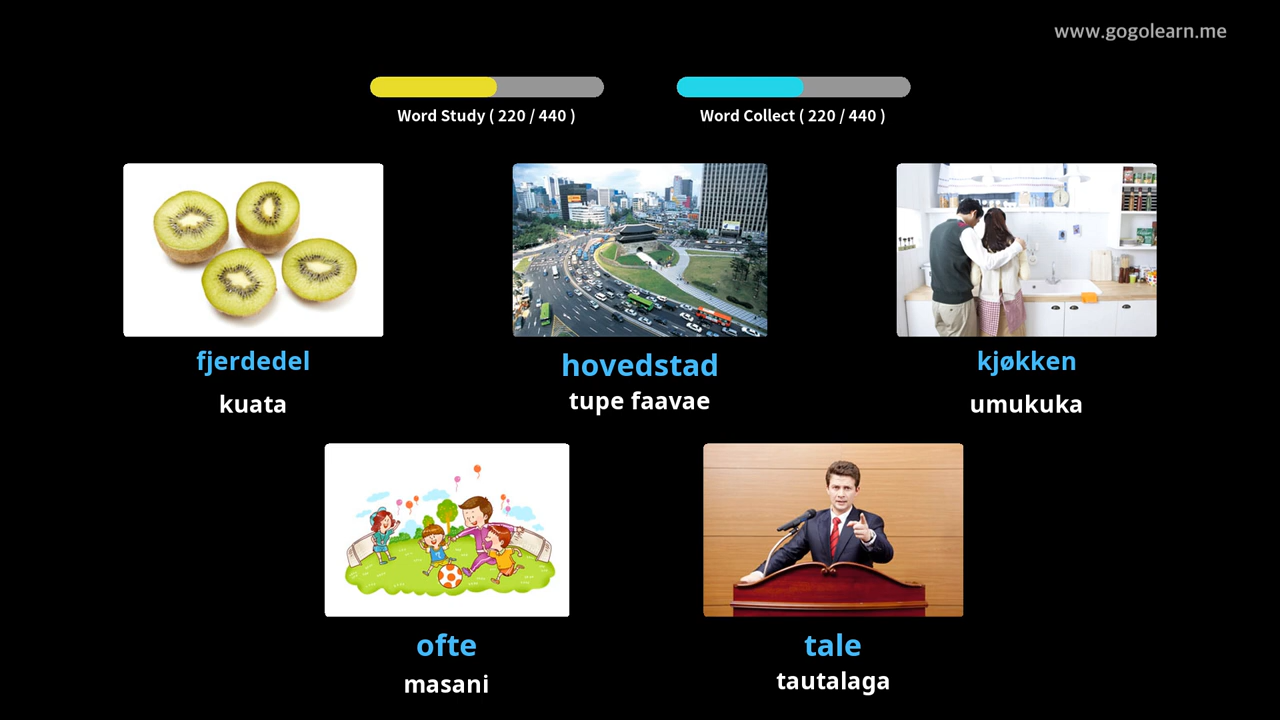 www.gogolearn.me
Word Study ( 220 / 440 )
Word Collect ( 220 / 440 )
fjerdedel
kuata
hovedstad
tupe faavae
kjøkken
umukuka
ofte
masani
tale
tautalaga